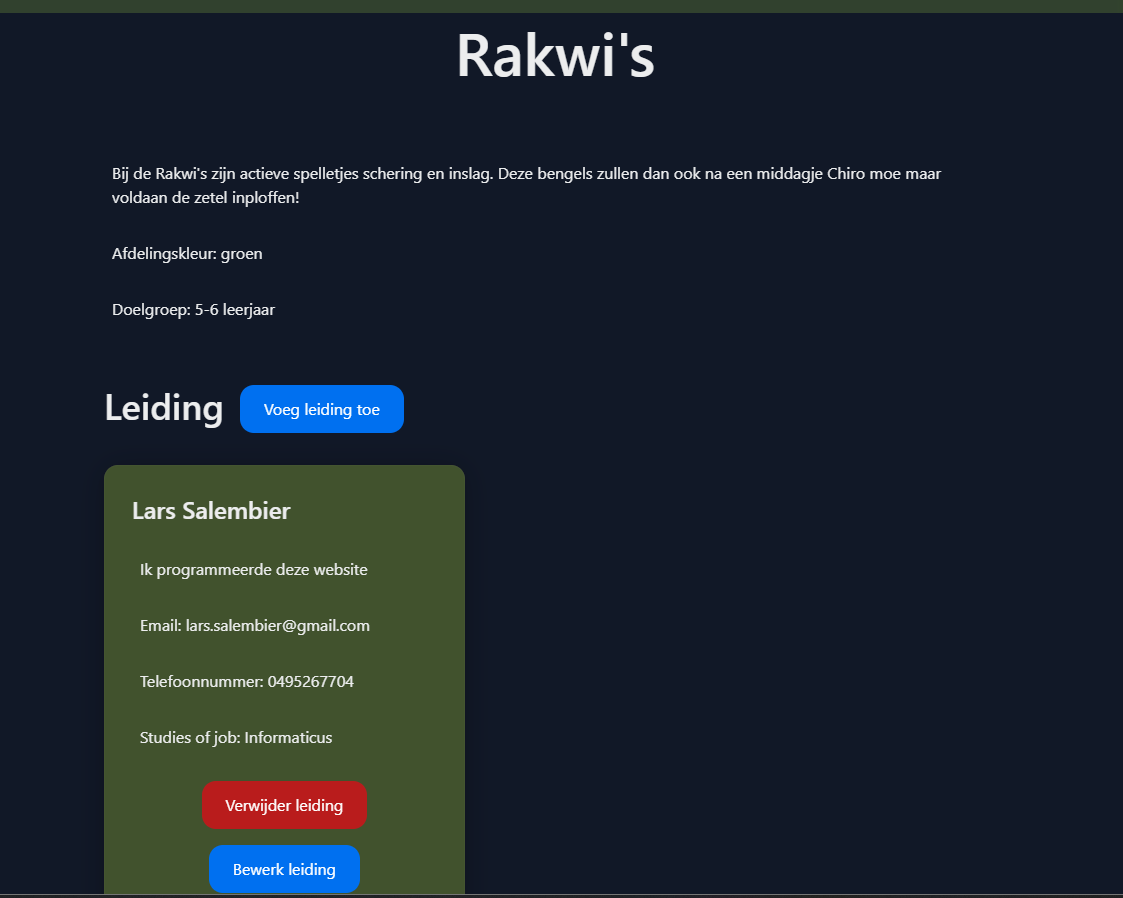 Rakwi's
Bij de Rakwi's zijn actieve spelletjes schering en inslag. Deze bengels zullen dan ook na een middagje Chiro moe maar
voldaan de zetel inploffen!
Afdelingskleur: groen
Doelgroep: 5-6 leerjaar
Leiding
Voeg leiding toe
Lars Salembier
Ik programmeerde deze website
Email: lars.salembier@gmail.com
Telefoonnummer: 0495267704
Studies of job: Informaticus
Verwijder leiding
Bewerk leiding